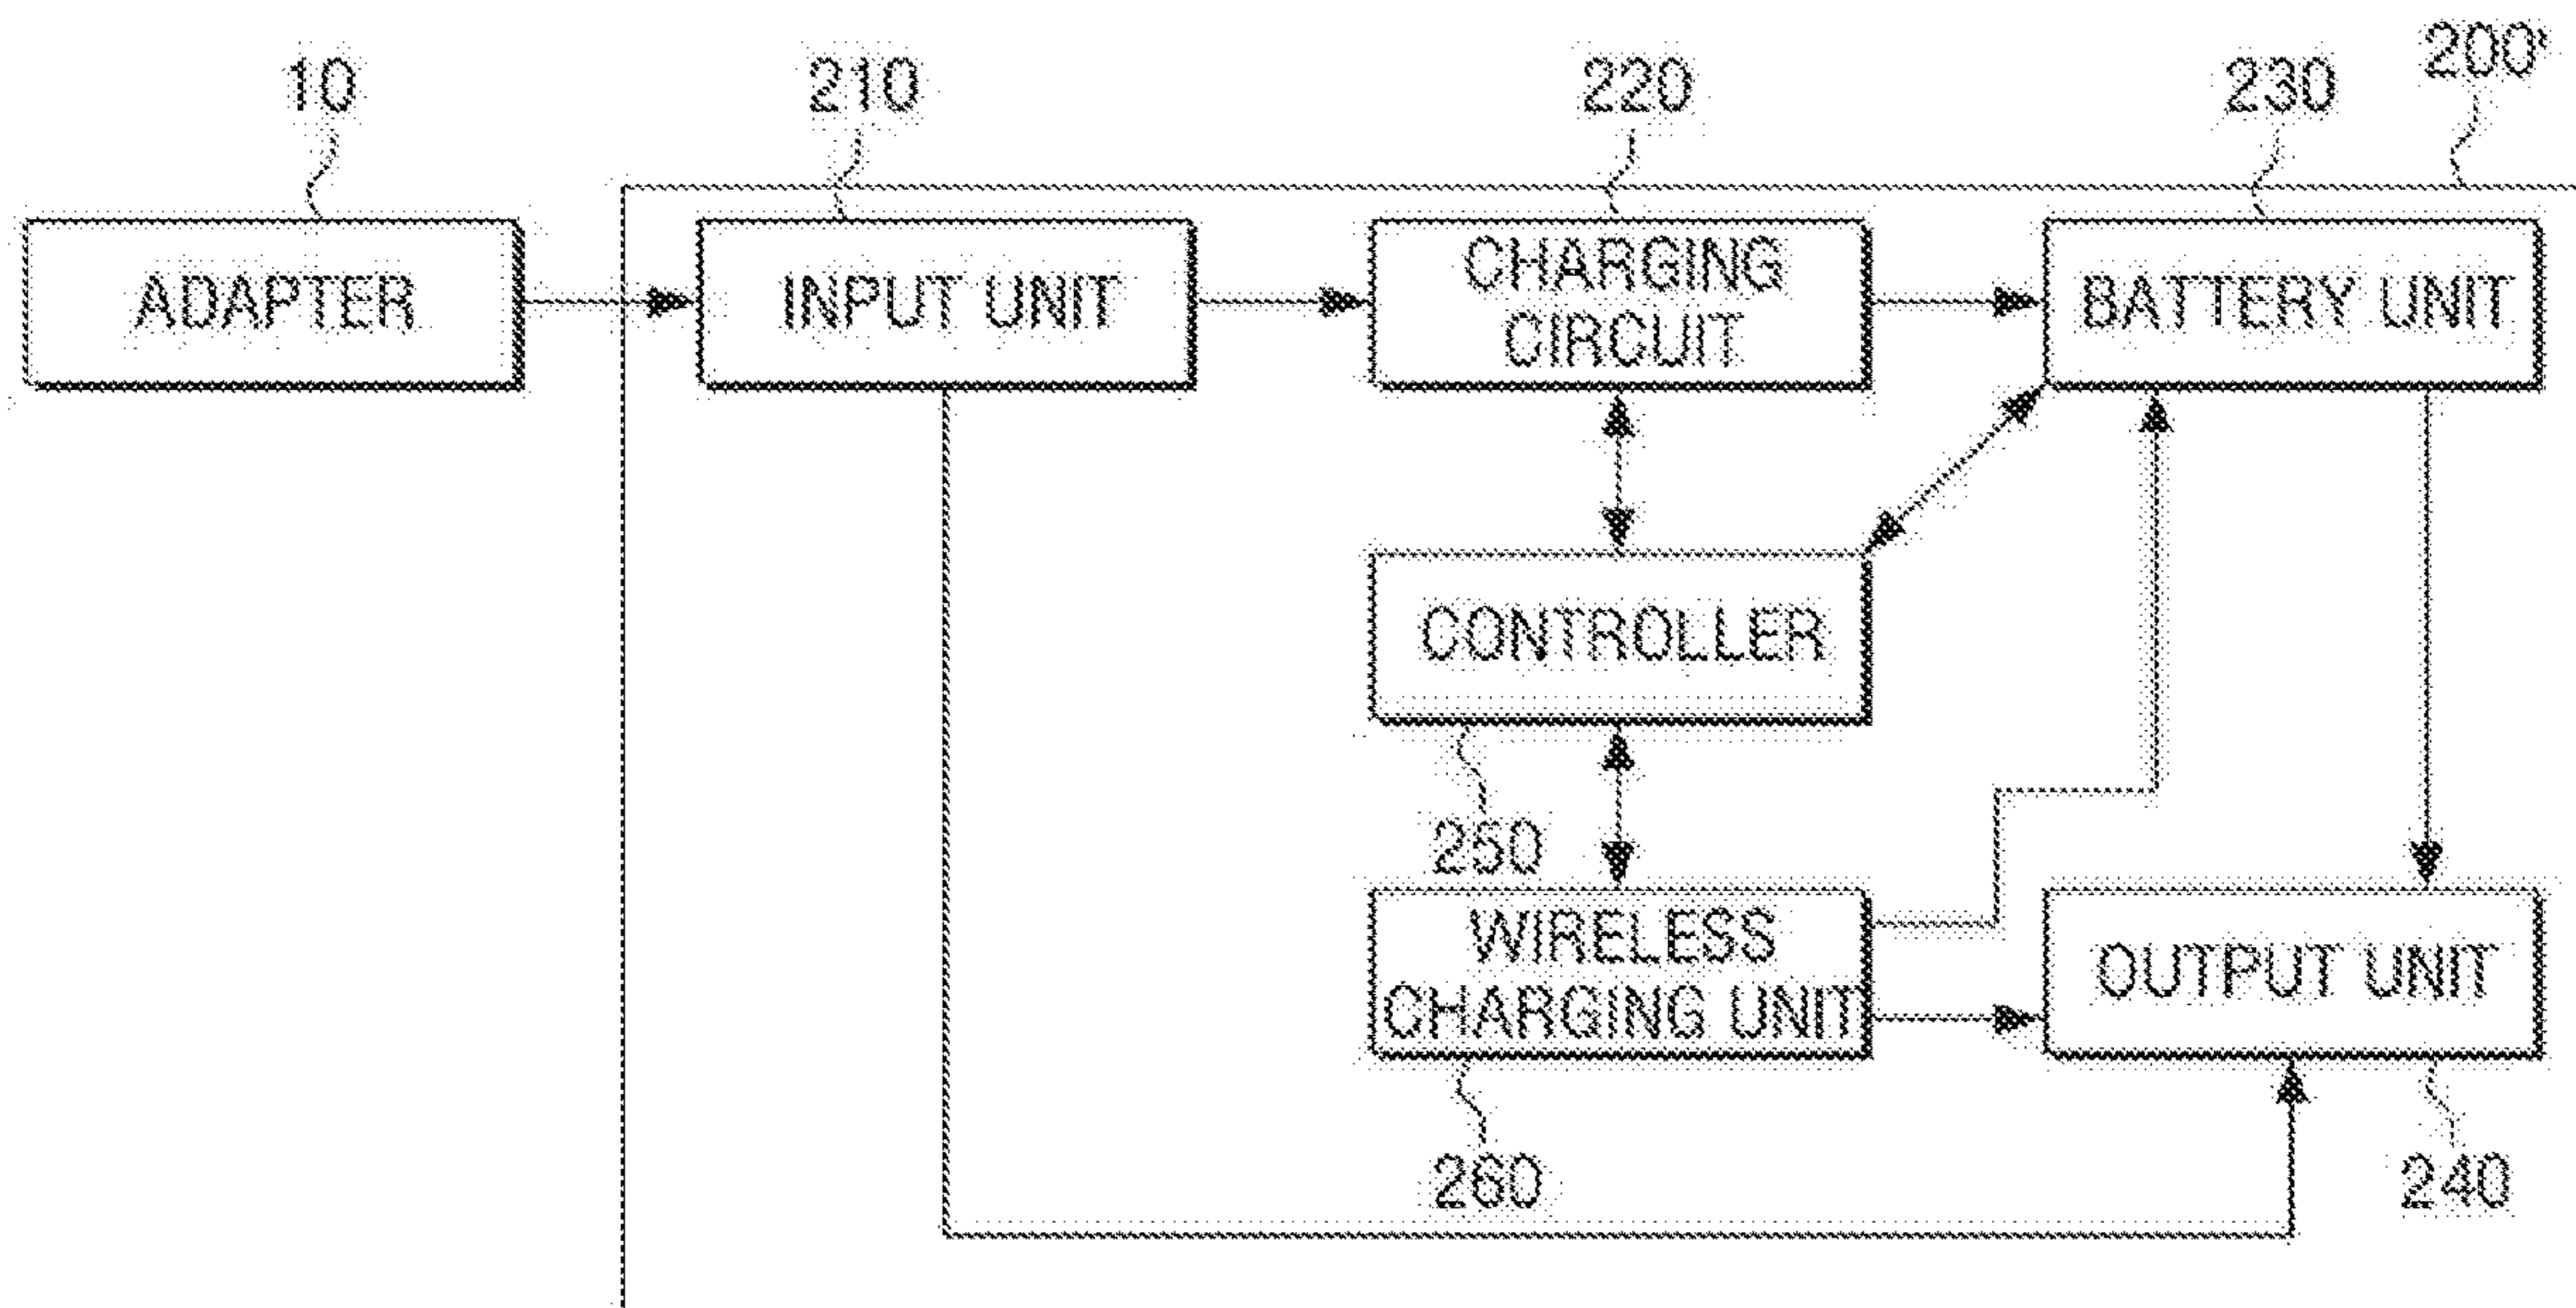 10
210
220
230
200'
ADAPTER
INPUT UNIT
CHARGING
CIRCUIT
BATTERY UNIT
CONTROLLER
250
WIRELESS
CHARGING UNIT
OUTPUT UNIT
260
240